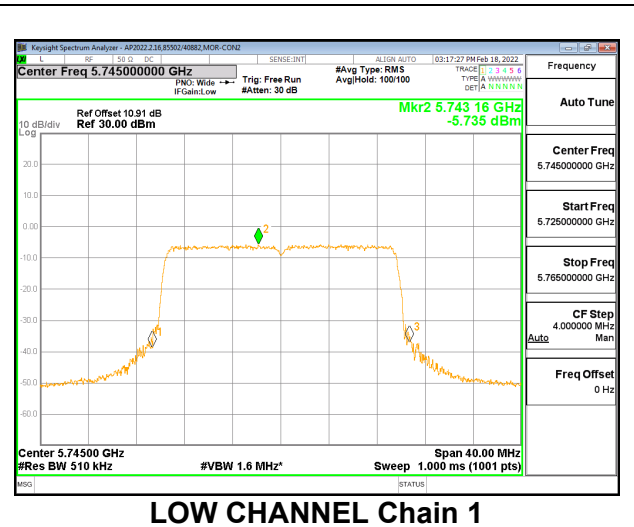 Keysight Spectrum Analyzer - AP2022.2.16,85502/40882,MOR-CON2
LXI L RF 50 Ω DC SENSE:INT ALIGN AUTO 03:17:27 PM Feb 18, 2022
Center Freq 5.745000000 GHz
PNO: Wide
IFGain:Low
Trig: Free Run
#Atten: 30 dB
#Avg Type: RMS
Avg|Hold: 100/100
TRACE 1 2 3 4 5 6
TYPE A WWWWW
DET A N N N N N
Frequency
Auto Tune
Center Freq
5.745000000 GHz
Start Freq
5.725000000 GHz
Stop Freq
5.765000000 GHz
CF Step
4.000000 MHz
Auto Man
Freq Offset
0 Hz
Mkr2 5.743 16 GHz
-5.735 dBm
Ref Offset 10.91 dB
10 dB/div Ref 30.00 dBm
Log
20.0
10.0
0.00
-10.0
-20.0
-30.0
-40.0
-50.0
-60.0
2
1
3
Center 5.74500 GHz Span 40.00 MHz
#Res BW 510 kHz #VBW 1.6 MHz* Sweep 1.000 ms (1001 pts)
MSG STATUS
LOW CHANNEL Chain 1